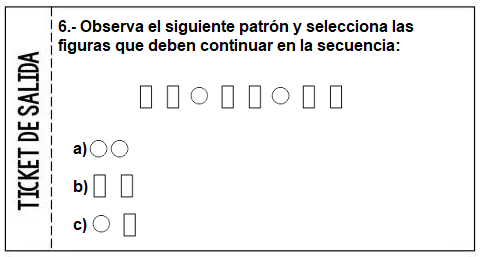 TICKET DE SALIDA
6.- Observa el siguiente patrón y selecciona las
figuras que deben continuar en la secuencia:
a)
b)
c)